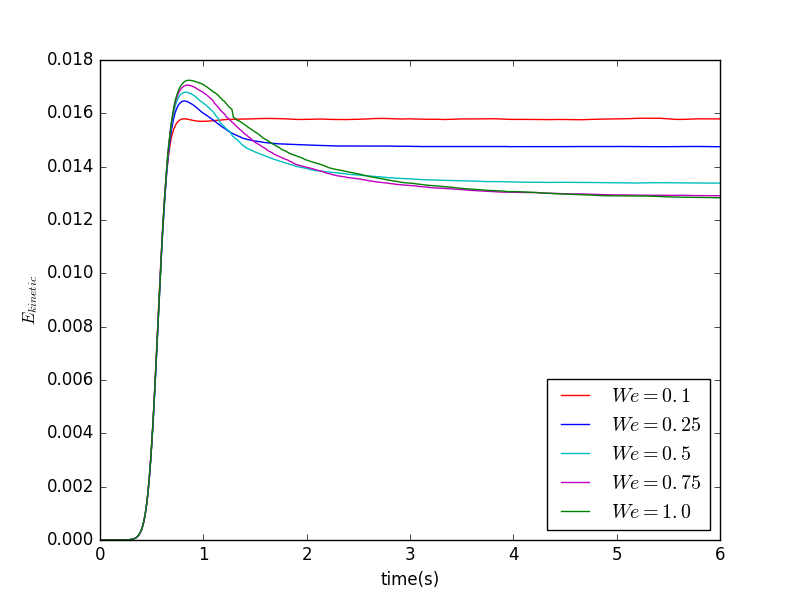 0.018
0.016
0.014
0.012
0.010
0.008
0.006
0.004
0.002
0.000
E_kinetic
0 1 2 3 4 5 6
time(s)
We = 0.1
We = 0.25
We = 0.5
We = 0.75
We = 1.0